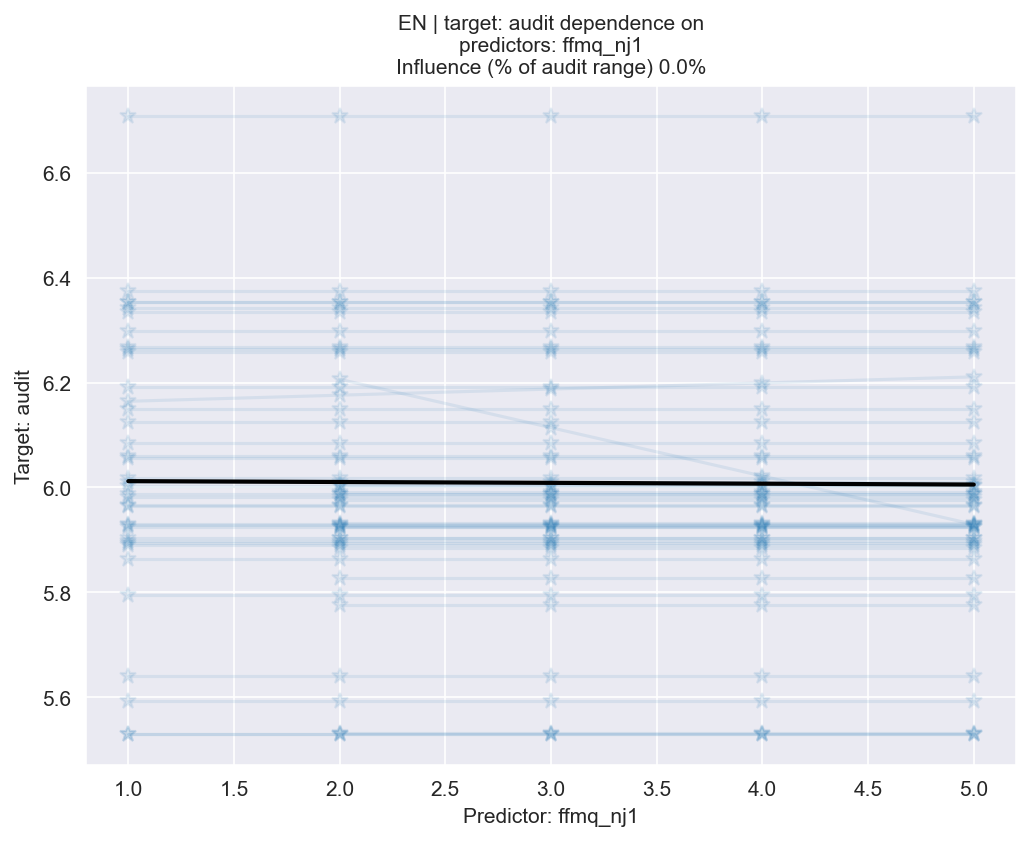 EN | target: audit dependence on
predictors: ffmq_nj1
Influence (% of audit range) 0.0%
Target: audit
6.6
6.4
6.2
6.0
5.8
5.6
1.0 1.5 2.0 2.5 3.0 3.5 4.0 4.5 5.0
Predictor: ffmq_nj1